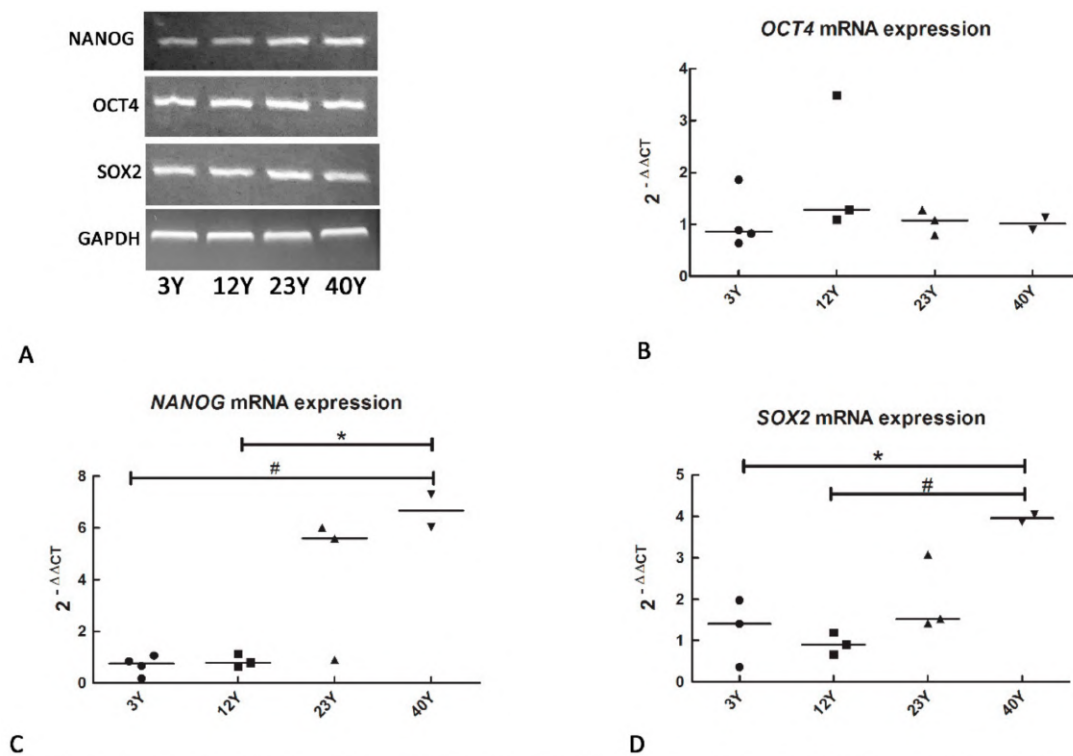 NANOG
OCT4
SOX2
GAPDH
3Y 12Y 23Y 40Y
A
OCT4 mRNA expression
2^-ΔΔCT
4
3
2
1
0
3Y 12Y 23Y 40Y
B
NANOG mRNA expression
*
#
2^-ΔΔCT
8
6
4
2
0
3Y 12Y 23Y 40Y
C
SOX2 mRNA expression
*
#
2^-ΔΔCT
5
4
3
2
1
0
3Y 12Y 23Y 40Y
D